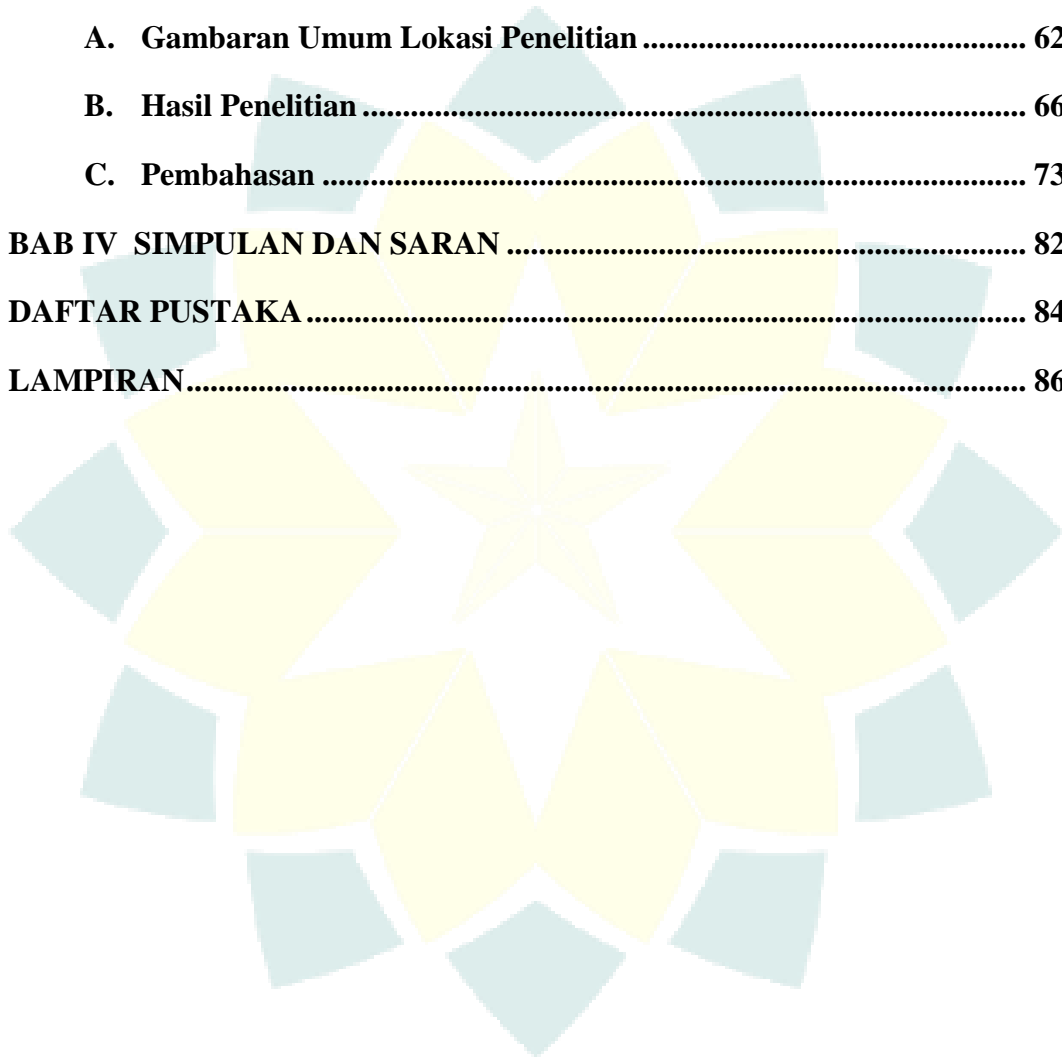 A. Gambaran Umum Lokasi Penelitian ........................................................................ 62
B. Hasil Penelitian ............................................................................................................. 66
C. Pembahasan .................................................................................................................... 73
BAB IV SIMPULAN DAN SARAN ................................................................................... 82
DAFTAR PUSTAKA ............................................................................................................. 84
LAMPIRAN ............................................................................................................................. 86